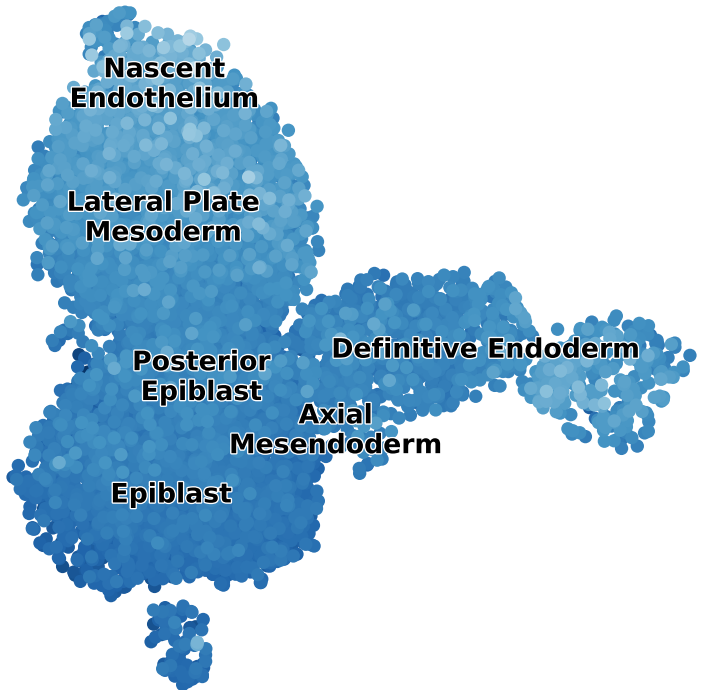 Nascent
Endothelium
Lateral Plate
Mesoderm
Definitive Endoderm
Posterior
Epiblast
Axial
Mesendoderm
Epiblast